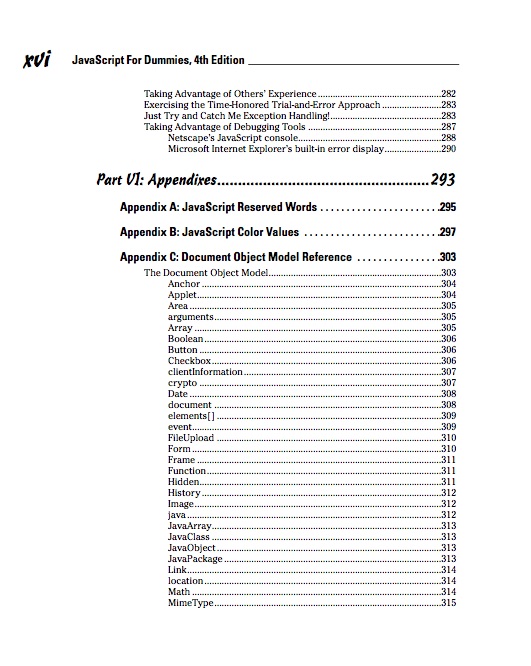 xvi JavaScript For Dummies, 4th Edition
Taking Advantage of Others' Experience...............................................282
Exercising the Time-Honored Trial-and-Error Approach ......................283
Just Try and Catch Me Exception Handling!...........................................283
Taking Advantage of Debugging Tools ...................................................287
Netscape's JavaScript console.........................................................288
Microsoft Internet Explorer's built-in error display.....................290
Part VI: Appendixes.................................................293
Appendix A: JavaScript Reserved Words . . . . . . . . . . . . . . . . . . . . . .295
Appendix B: JavaScript Color Values . . . . . . . . . . . . . . . . . . . . . . . . .297
Appendix C: Document Object Model Reference . . . . . . . . . . . . . . .303
The Document Object Model..................................................................303
Anchor .................................................................................304
Applet..................................................................................304
Area .....................................................................................305
arguments............................................................................305
Array ....................................................................................305
Boolean................................................................................306
Button ..................................................................................306
Checkbox.............................................................................306
clientInformation.................................................................307
crypto ..................................................................................307
Date ......................................................................................308
document .............................................................................308
elements[] ............................................................................309
event.....................................................................................309
FileUpload ............................................................................310
Form .....................................................................................310
Frame ...................................................................................311
Function...............................................................................311
Hidden..................................................................................311
History..................................................................................312
Image....................................................................................312
java .......................................................................................312
JavaArray..............................................................................313
JavaClass ..............................................................................313
JavaObject............................................................................313
JavaPackage .........................................................................313
Link.......................................................................................314
location.................................................................................314
Math .....................................................................................314
MimeType.............................................................................315